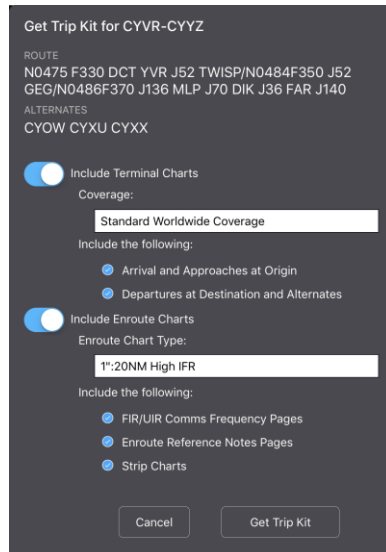 Get Trip Kit for CYVR-CYYZ
ROUTE
N0475 F330 DCT YVR J52 TWISP/N0484F350 J52
GEG/N0486F370 J136 MLP J70 DIK J36 FAR J140
ALTERNATES
CYOW CYXU CYXX
Include Terminal Charts
Coverage:
Standard Worldwide Coverage
Include the following:
Arrival and Approaches at Origin
Departures at Destination and Alternates
Include Enroute Charts
Enroute Chart Type:
1":20NM High IFR
Include the following:
FIR/UIR Comms Frequency Pages
Enroute Reference Notes Pages
Strip Charts
Cancel
Get Trip Kit